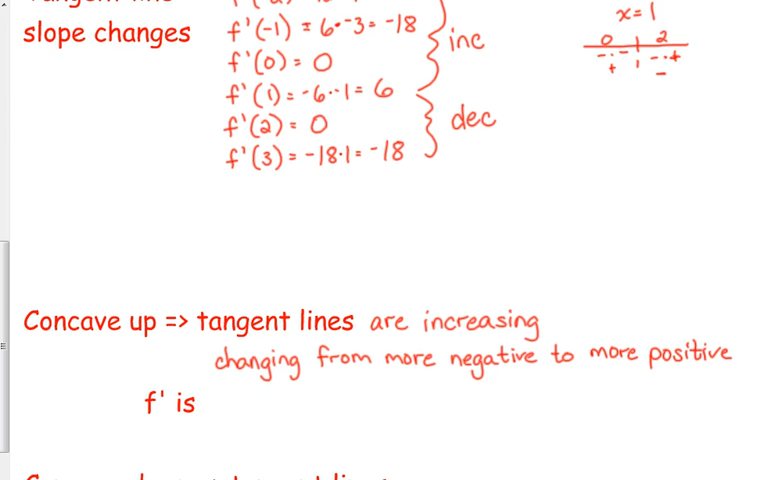 slope changes
f'(-1) = 6·-3 = -18
inc
f'(0) = 0
f'(1) = -6·-1 = 6
f'(2) = 0
dec
f'(3) = -18·1 = -18
x = 1
0 1 2
-·- -·+
+ -
Concave up => tangent lines are increasing
changing from more negative to more positive
f' is